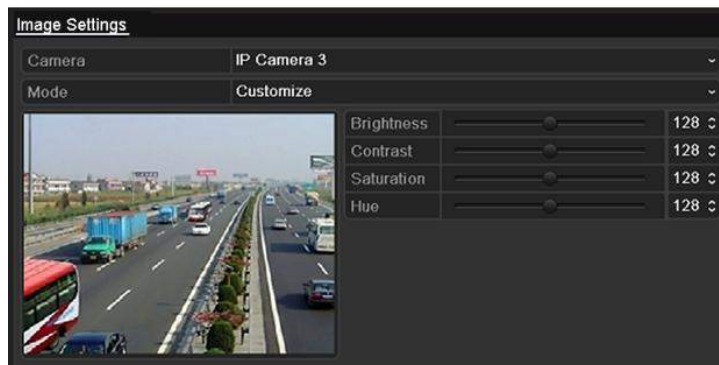 Image Settings
Camera IP Camera 3
Mode Customize
Brightness 128
Contrast 128
Saturation 128
Hue 128